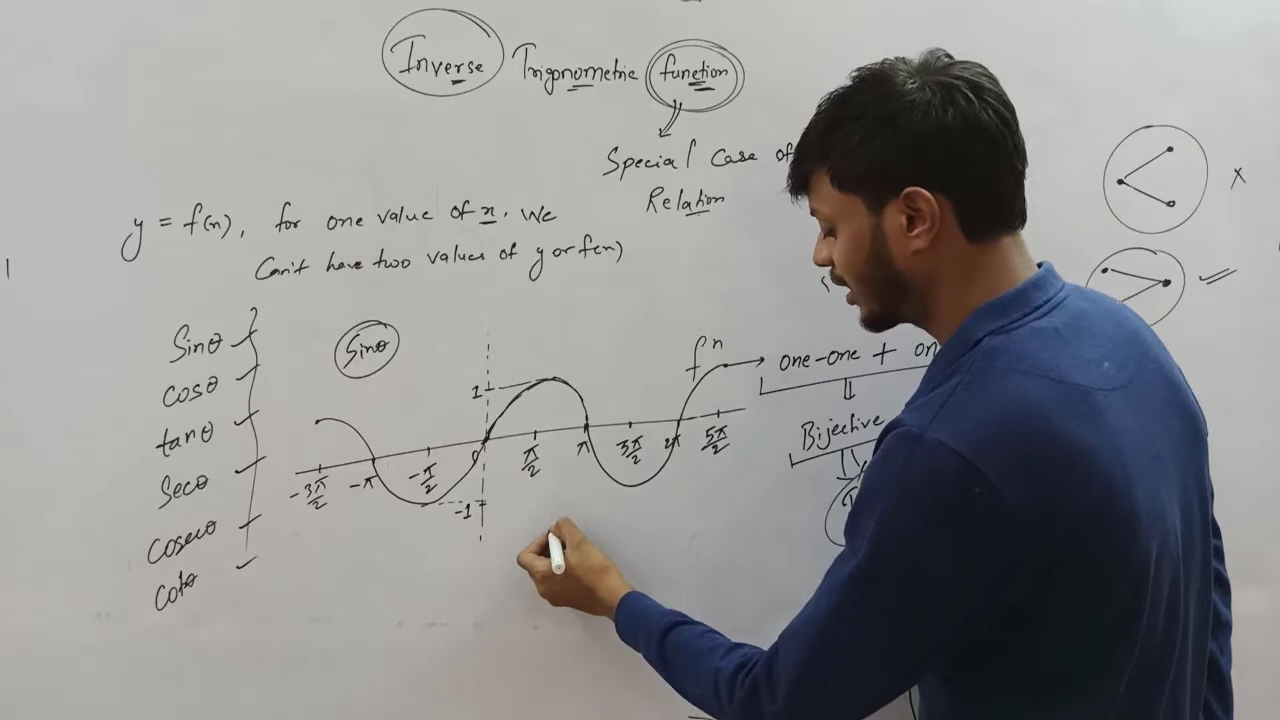 Inverse Trigonometric function
Special Case of
Relation
y = f(x), for one value of x. We
Can't have two values of y or f(x)
Sinθ
cosθ
tanθ
Secθ
Cosecθ
Cotθ
Sinθ
1
-1
-3π/2
-π
-π/2
0
π/2
π
3π/2
2π
5π/2
fⁿ → one-one +
Bijective
x